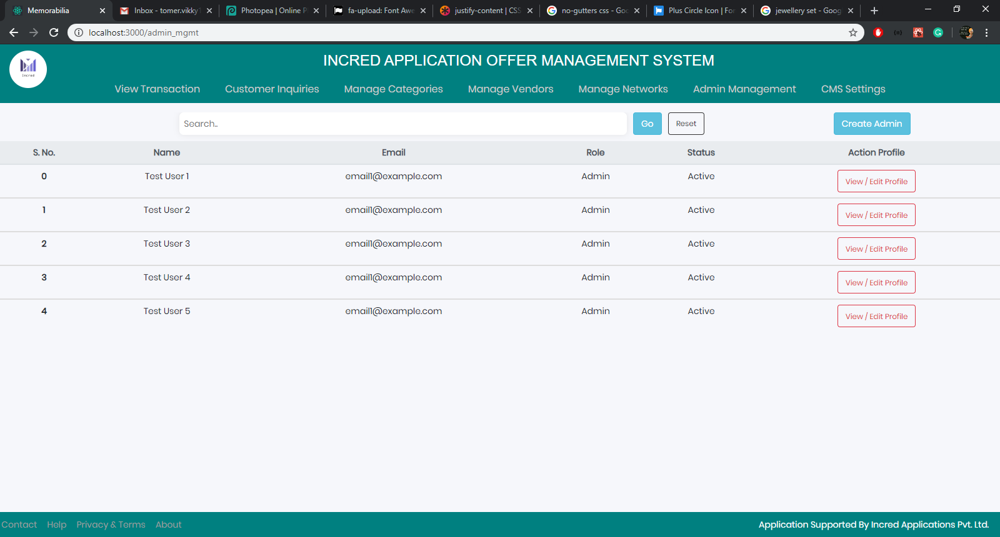 Memorabilia
Inbox - tomer.vikky1
Photopea | Online P
fa-upload: Font Awe
justify-content | CSS
no-gutters css - Goo
Plus Circle Icon | Fon
jewellery set - Goog
localhost:3000/admin_mgmt
Incred
INCRED APPLICATION OFFER MANAGEMENT SYSTEM
View Transaction Customer Inquiries Manage Categories Manage Vendors Manage Networks Admin Management CMS Settings
Search.. Go Reset Create Admin
S. No. Name Email Role Status Action Profile
0 Test User 1 email1@example.com Admin Active View / Edit Profile
1 Test User 2 email1@example.com Admin Active View / Edit Profile
2 Test User 3 email1@example.com Admin Active View / Edit Profile
3 Test User 4 email1@example.com Admin Active View / Edit Profile
4 Test User 5 email1@example.com Admin Active View / Edit Profile
Contact Help Privacy & Terms About Application Supported By Incred Applications Pvt. Ltd.